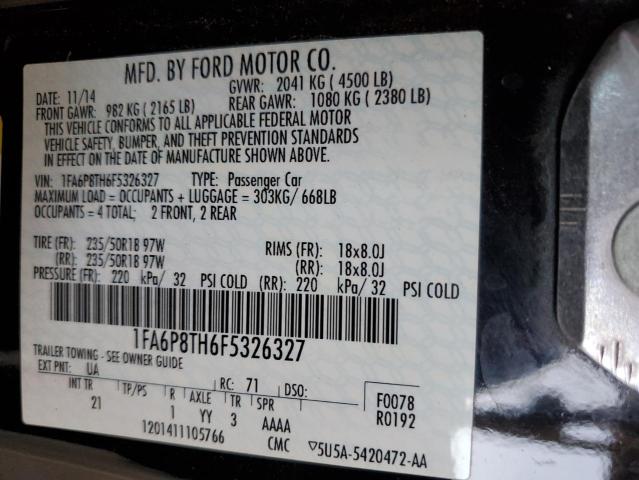 MFD. BY FORD MOTOR CO.
DATE: 11/14 GVWR: 2041 KG ( 4500 LB)
FRONT GAWR: 982 KG ( 2165 LB) REAR GAWR: 1080 KG ( 2380 LB)
THIS VEHICLE CONFORMS TO ALL APPLICABLE FEDERAL MOTOR
VEHICLE SAFETY, BUMPER, AND THEFT PREVENTION STANDARDS
IN EFFECT ON THE DATE OF MANUFACTURE SHOWN ABOVE.
VIN: 1FA6P8TH6F5326327 TYPE: Passenger Car
MAXIMUM LOAD = OCCUPANTS + LUGGAGE = 303KG/ 668LB
OCCUPANTS = 4 TOTAL; 2 FRONT, 2 REAR
TIRE (FR): 235/50R18 97W RIMS (FR): 18x8.0J
(RR): 235/50R18 97W (RR): 18x8.0J
PRESSURE (FR): 220 kPa/ 32 PSI COLD (RR): 220 kPa/ 32 PSI COLD
1FA6P8TH6F5326327
TRAILER TOWING - SEE OWNER GUIDE
EXT PNT: UA RC: 71 DSO: F0078
INT TR TP/PS R AXLE TR SPR R0192
21 1 YY 3 AAAA
1201411105766 CMC ▽5U5A-5420472-AA